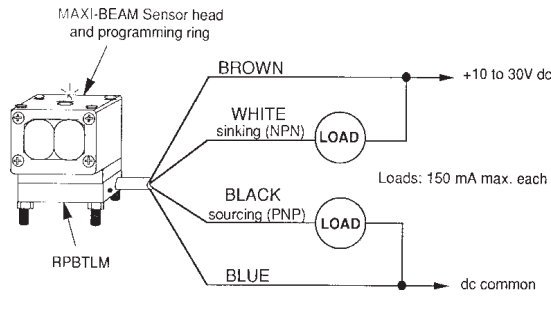 MAXI-BEAM Sensor head
and programming ring
BROWN
+10 to 30V dc
WHITE
sinking (NPN)
LOAD
Loads: 150 mA max. each
BLACK
sourcing (PNP)
LOAD
RPBTLM
BLUE
dc common